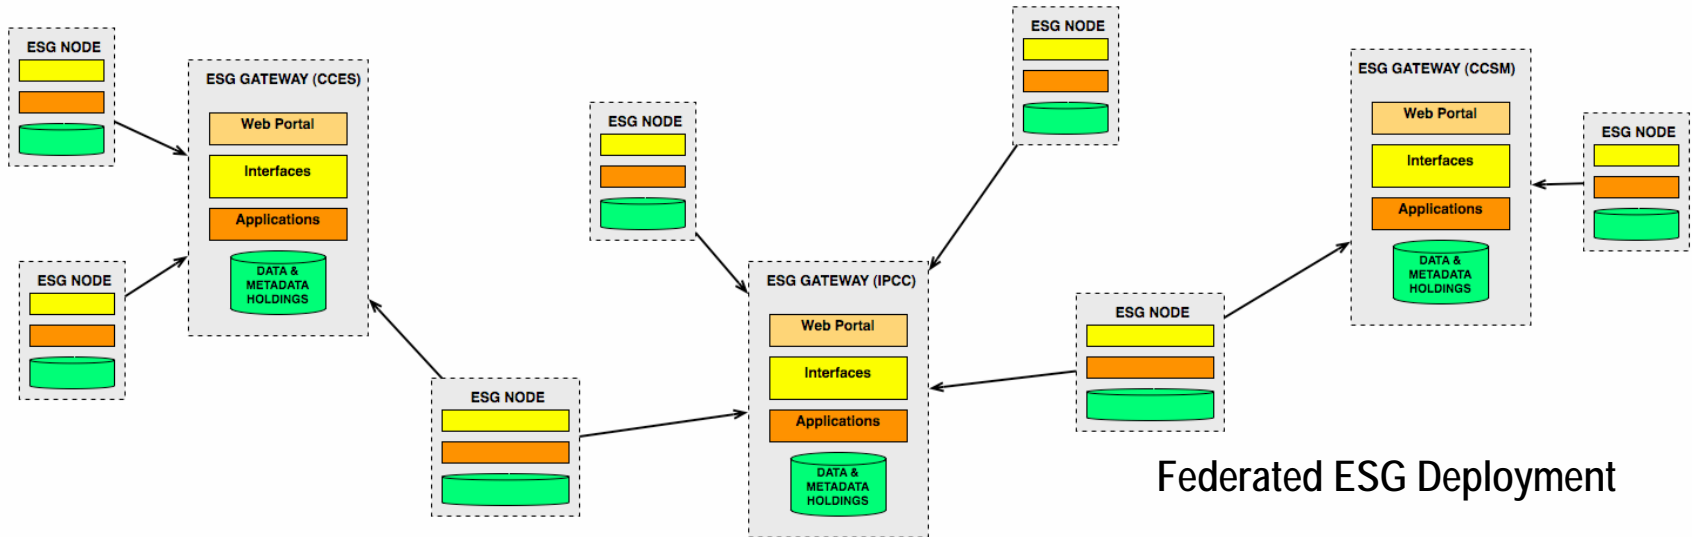 ESG NODE
ESG GATEWAY (CCES)
Web Portal
Interfaces
Applications
DATA &
METADATA
HOLDINGS
ESG NODE
ESG NODE
ESG NODE
ESG NODE
ESG GATEWAY (IPCC)
Web Portal
Interfaces
Applications
DATA &
METADATA
HOLDINGS
ESG NODE
ESG GATEWAY (CCSM)
Web Portal
Interfaces
Applications
DATA &
METADATA
HOLDINGS
ESG NODE
Federated ESG Deployment